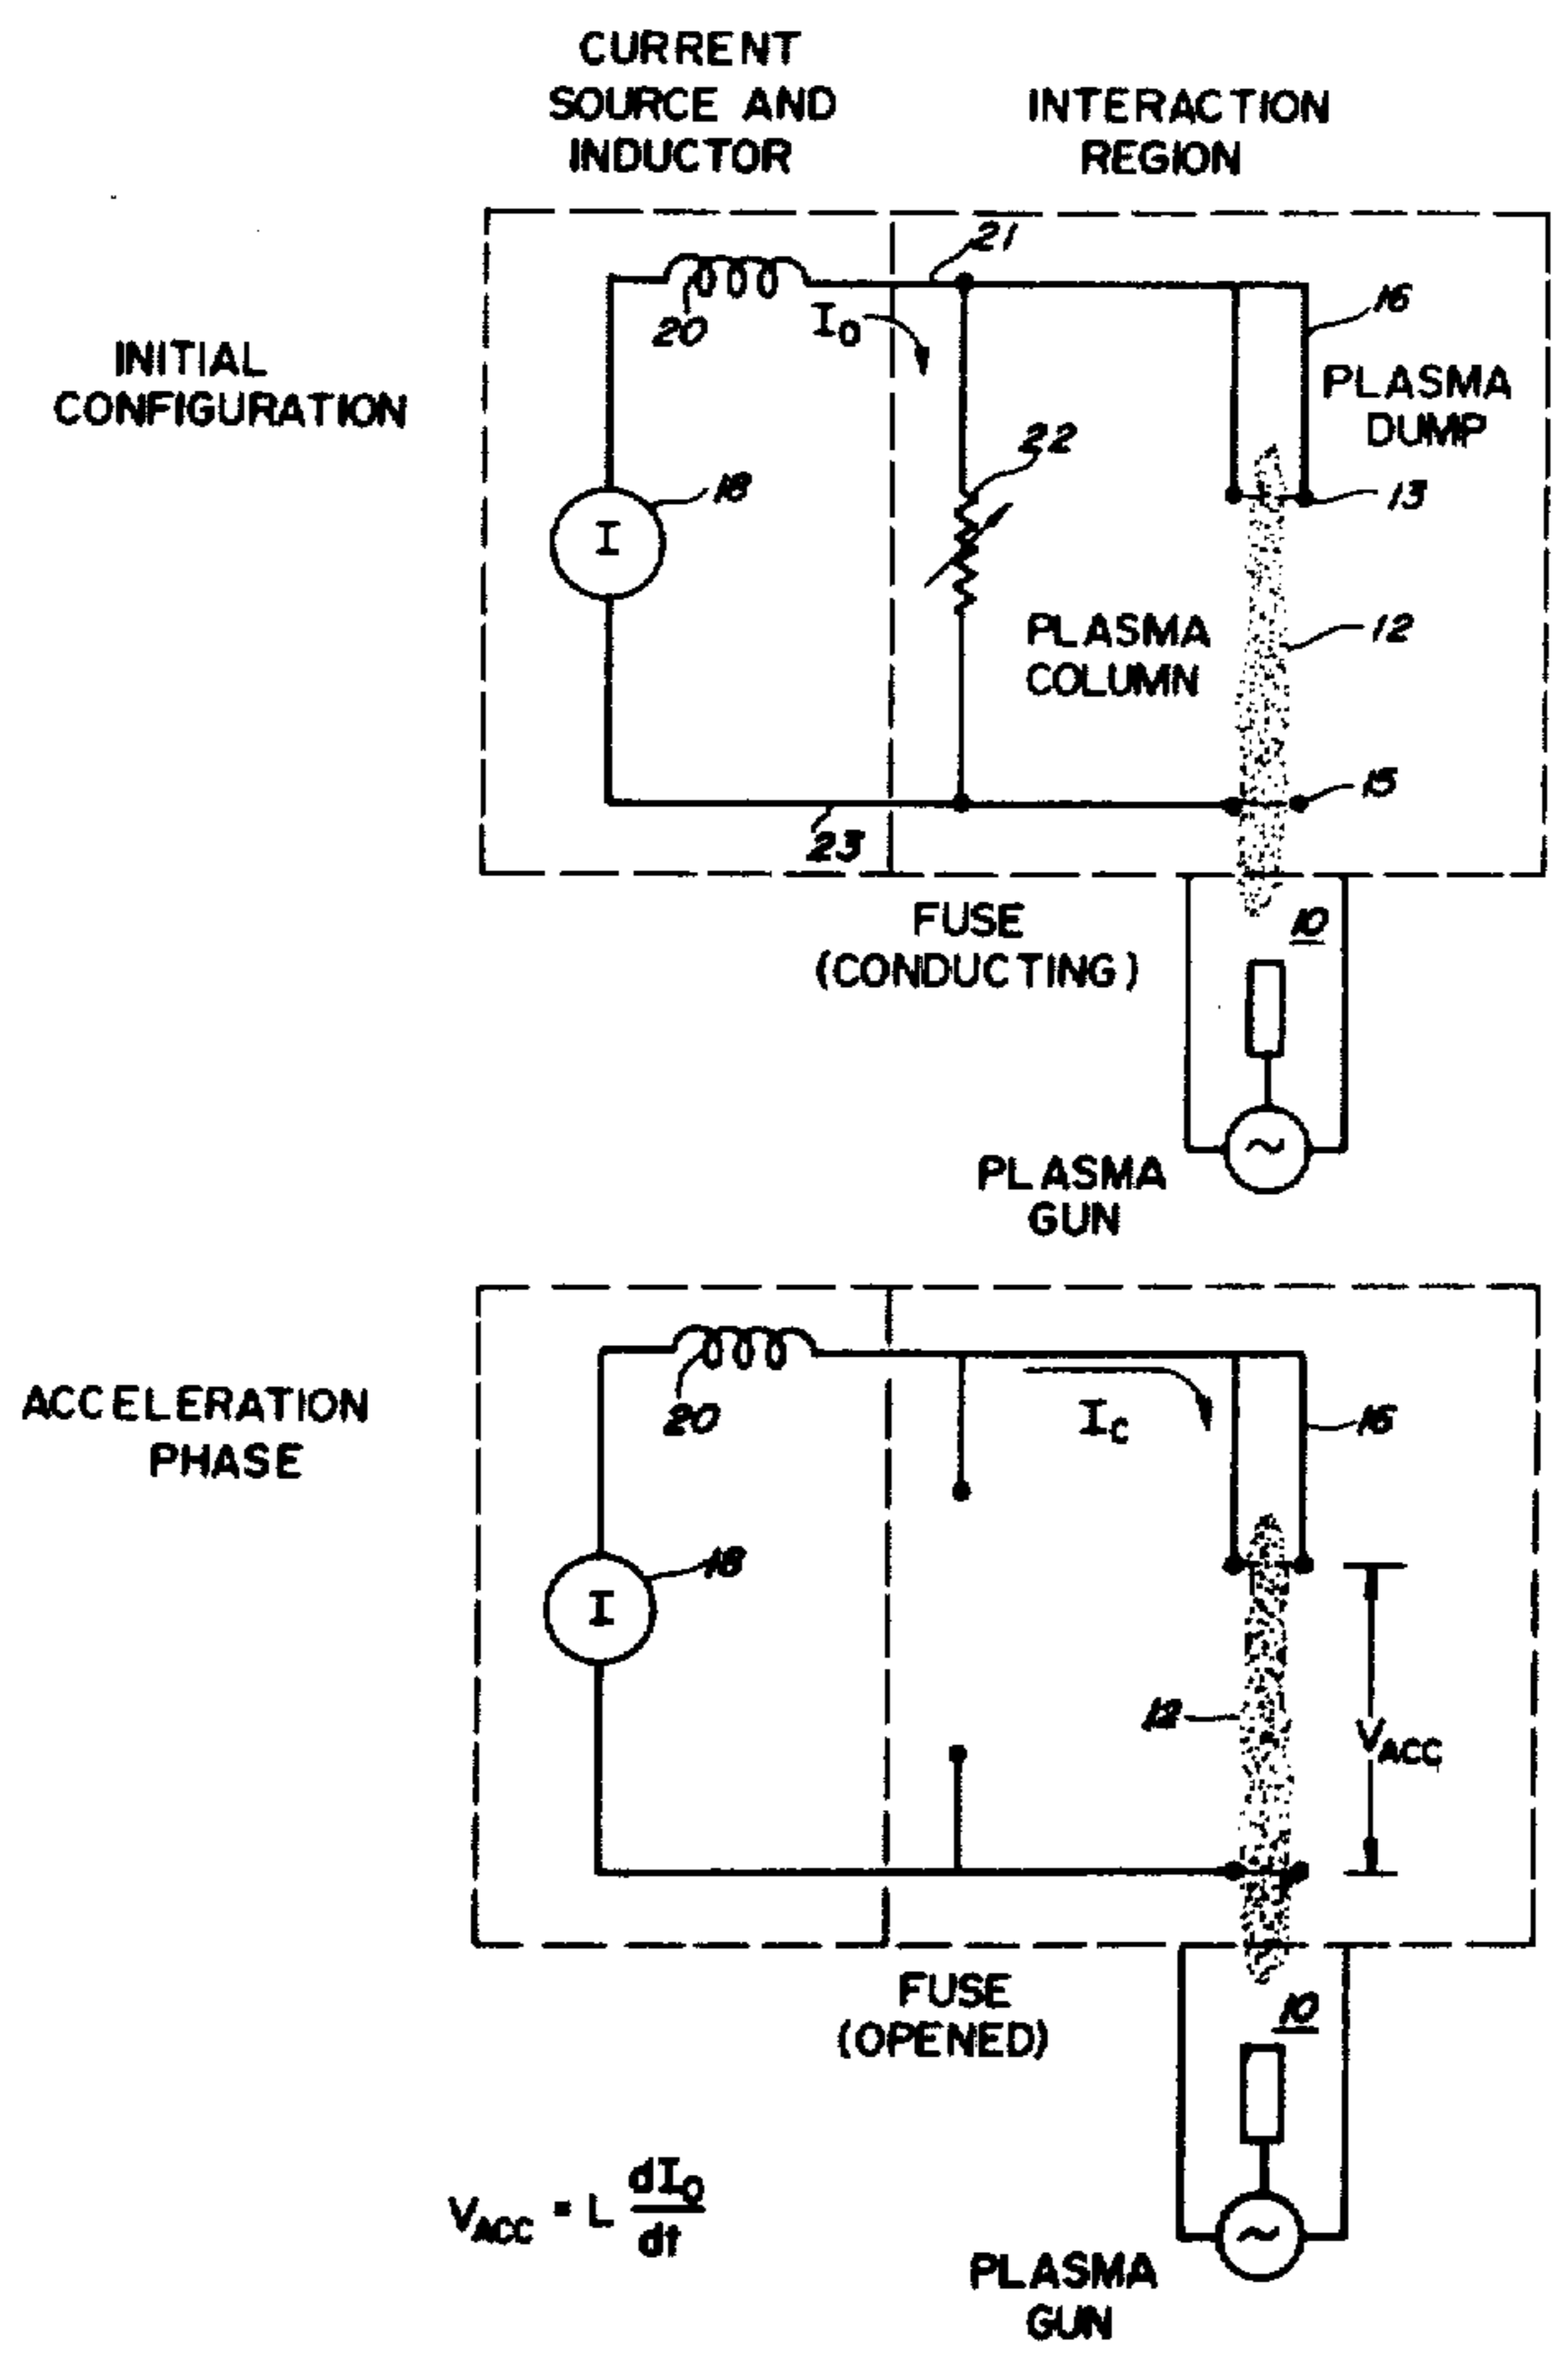 CURRENT
SOURCE AND
INDUCTOR
INTERACTION
REGION
21
20
I0
16
INITIAL
CONFIGURATION
PLASMA
DUMP
22
18
I
13
PLASMA
COLUMN
12
15
23
FUSE
(CONDUCTING)
10
~
PLASMA
GUN
ACCELERATION
PHASE
20
IC
16
18
I
12
VACC
FUSE
(OPENED)
10
VACC = L dI0/dt
~
PLASMA
GUN